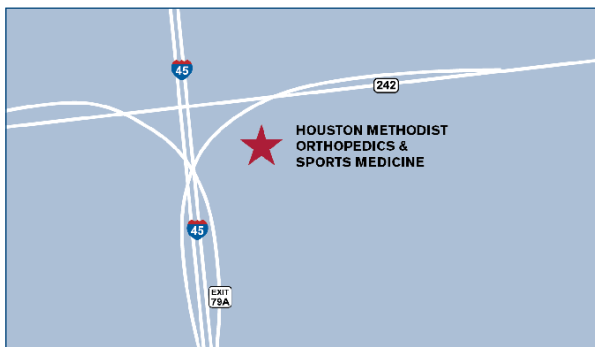 45
242
HOUSTON METHODIST
ORTHOPEDICS &
SPORTS MEDICINE
45
EXIT
79A